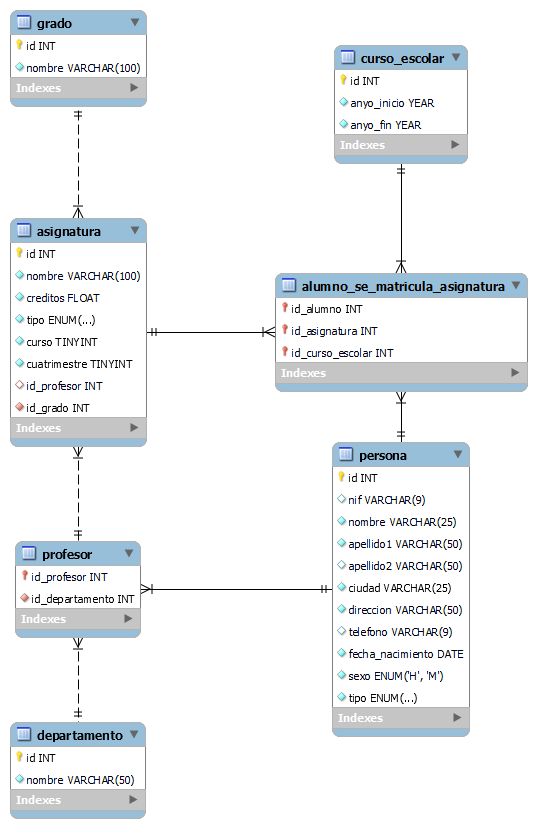 grado
id INT
nombre VARCHAR(100)
Indexes
curso_escolar
id INT
anyo_inicio YEAR
anyo_fin YEAR
Indexes
asignatura
id INT
nombre VARCHAR(100)
creditos FLOAT
tipo ENUM(...)
curso TINYINT
cuatrimestre TINYINT
id_profesor INT
id_grado INT
Indexes
alumno_se_matricula_asignatura
id_alumno INT
id_asignatura INT
id_curso_escolar INT
Indexes
persona
id INT
nif VARCHAR(9)
nombre VARCHAR(25)
apellido1 VARCHAR(50)
apellido2 VARCHAR(50)
ciudad VARCHAR(25)
direccion VARCHAR(50)
telefono VARCHAR(9)
fecha_nacimiento DATE
sexo ENUM('H', 'M')
tipo ENUM(...)
Indexes
profesor
id_profesor INT
id_departamento INT
Indexes
departamento
id INT
nombre VARCHAR(50)
Indexes